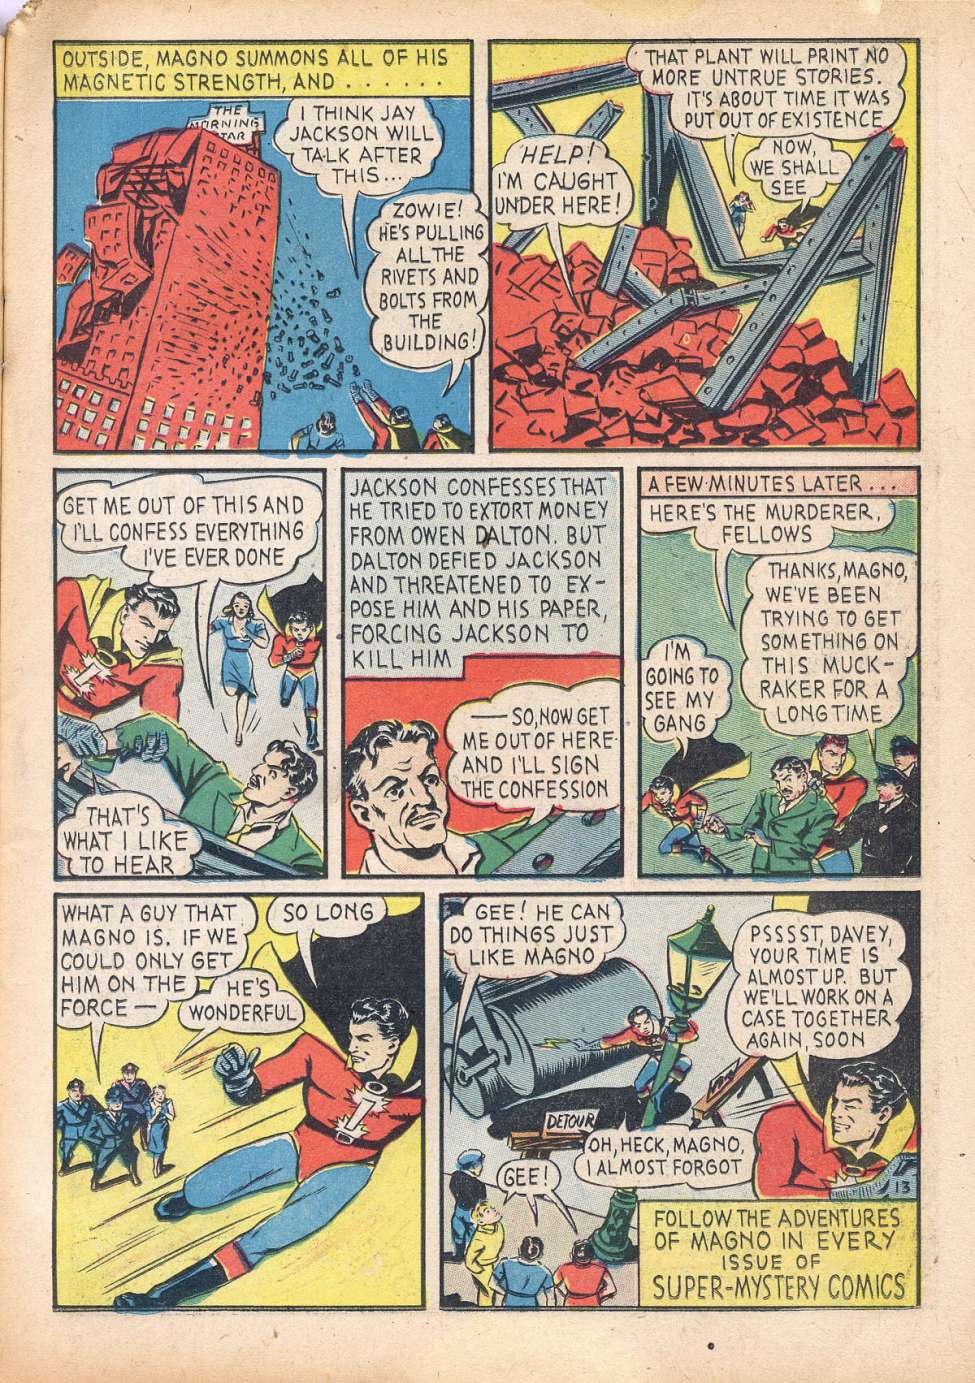 OUTSIDE, MAGNO SUMMONS ALL OF HIS
MAGNETIC STRENGTH, AND . . . . . . .
THE
MORNING
STAR
I THINK JAY
JACKSON WILL
TALK AFTER
THIS...
ZOWIE!
HE'S PULLING
ALL THE
RIVETS AND
BOLTS FROM
THE
BUILDING!
THAT PLANT WILL PRINT NO
MORE UNTRUE STORIES.
IT'S ABOUT TIME IT WAS
PUT OUT OF EXISTENCE
NOW,
WE SHALL
SEE
HELP!
I'M CAUGHT
UNDER HERE!
GET ME OUT OF THIS AND
I'LL CONFESS EVERYTHING
I'VE EVER DONE
THAT'S
WHAT I LIKE
TO HEAR
JACKSON CONFESSES THAT
HE TRIED TO EXTORT MONEY
FROM OWEN DALTON. BUT
DALTON DEFIED JACKSON
AND THREATENED TO EX-
POSE HIM AND HIS PAPER,
FORCING JACKSON TO
KILL HIM
— SO, NOW GET
ME OUT OF HERE
AND I'LL SIGN
THE CONFESSION
A FEW MINUTES LATER . . .
HERE'S THE MURDERER,
FELLOWS
THANKS, MAGNO,
WE'VE BEEN
TRYING TO GET
SOMETHING ON
THIS MUCK-
RAKER FOR A
LONG TIME
I'M
GOING TO
SEE MY
GANG
WHAT A GUY THAT
MAGNO IS. IF WE
COULD ONLY GET
HIM ON THE
FORCE —
HE'S
WONDERFUL
SO LONG
GEE! HE CAN
DO THINGS JUST
LIKE MAGNO
PSSSST, DAVEY,
YOUR TIME IS
ALMOST UP. BUT
WE'LL WORK ON A
CASE TOGETHER
AGAIN, SOON
DETOUR
OH, HECK, MAGNO,
I ALMOST FORGOT
GEE!
13
FOLLOW THE ADVENTURES
OF MAGNO IN EVERY
ISSUE OF
SUPER-MYSTERY COMICS